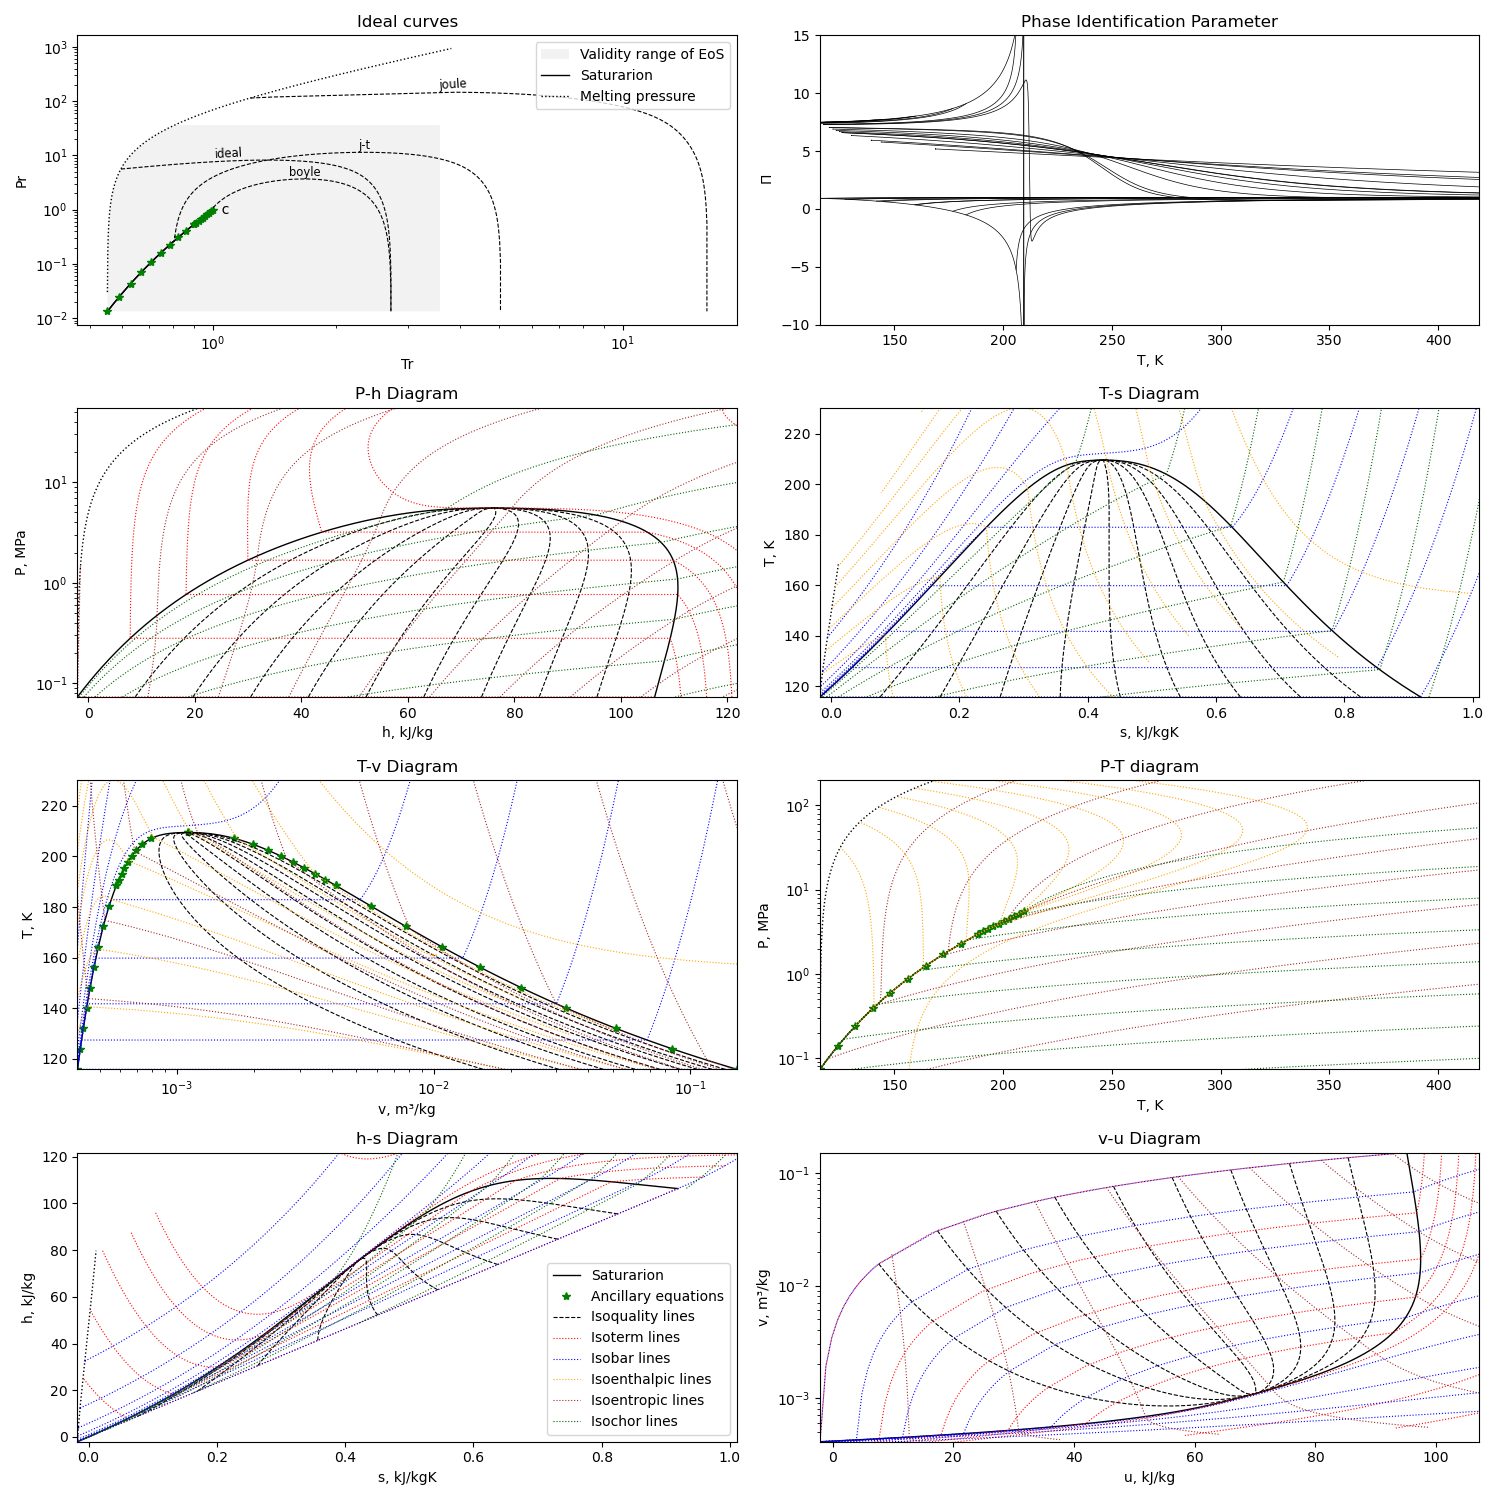 Ideal curves
10³
10²
10¹
10⁰
10⁻¹
10⁻²
Pr
joule
ideal
j-t
boyle
c
Validity range of EoS
Saturarion
Melting pressure
10⁰
10¹
Tr
Phase Identification Parameter
15
10
5
0
−5
−10
Π
150 200 250 300 350 400
T, K
P-h Diagram
10¹
10⁰
10⁻¹
P, MPa
0 20 40 60 80 100 120
h, kJ/kg
T-s Diagram
220
200
180
160
140
120
T, K
0.0 0.2 0.4 0.6 0.8 1.0
s, kJ/kgK
T-v Diagram
220
200
180
160
140
120
T, K
10⁻³ 10⁻² 10⁻¹
v, m³/kg
P-T diagram
10²
10¹
10⁰
10⁻¹
P, MPa
150 200 250 300 350 400
T, K
h-s Diagram
120
100
80
60
40
20
0
h, kJ/kg
Saturarion
Ancillary equations
Isoquality lines
Isoterm lines
Isobar lines
Isoenthalpic lines
Isoentropic lines
Isochor lines
0.0 0.2 0.4 0.6 0.8 1.0
s, kJ/kgK
v-u Diagram
10⁻¹
10⁻²
10⁻³
v, m³/kg
0 20 40 60 80 100
u, kJ/kg